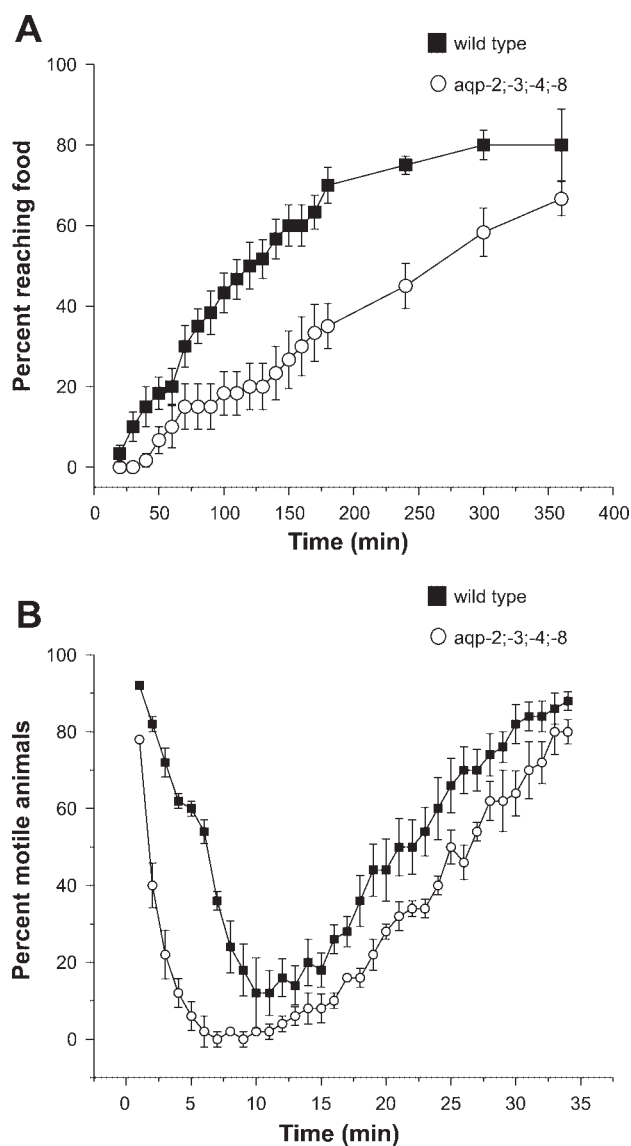 A
wild type
aqp-2;-3;-4;-8
100
80
60
40
20
0
Percent reaching food
0 50 100 150 200 250 300 350 400
Time (min)
B
wild type
aqp-2;-3;-4;-8
100
80
60
40
20
0
Percent motile animals
0 5 10 15 20 25 30 35
Time (min)